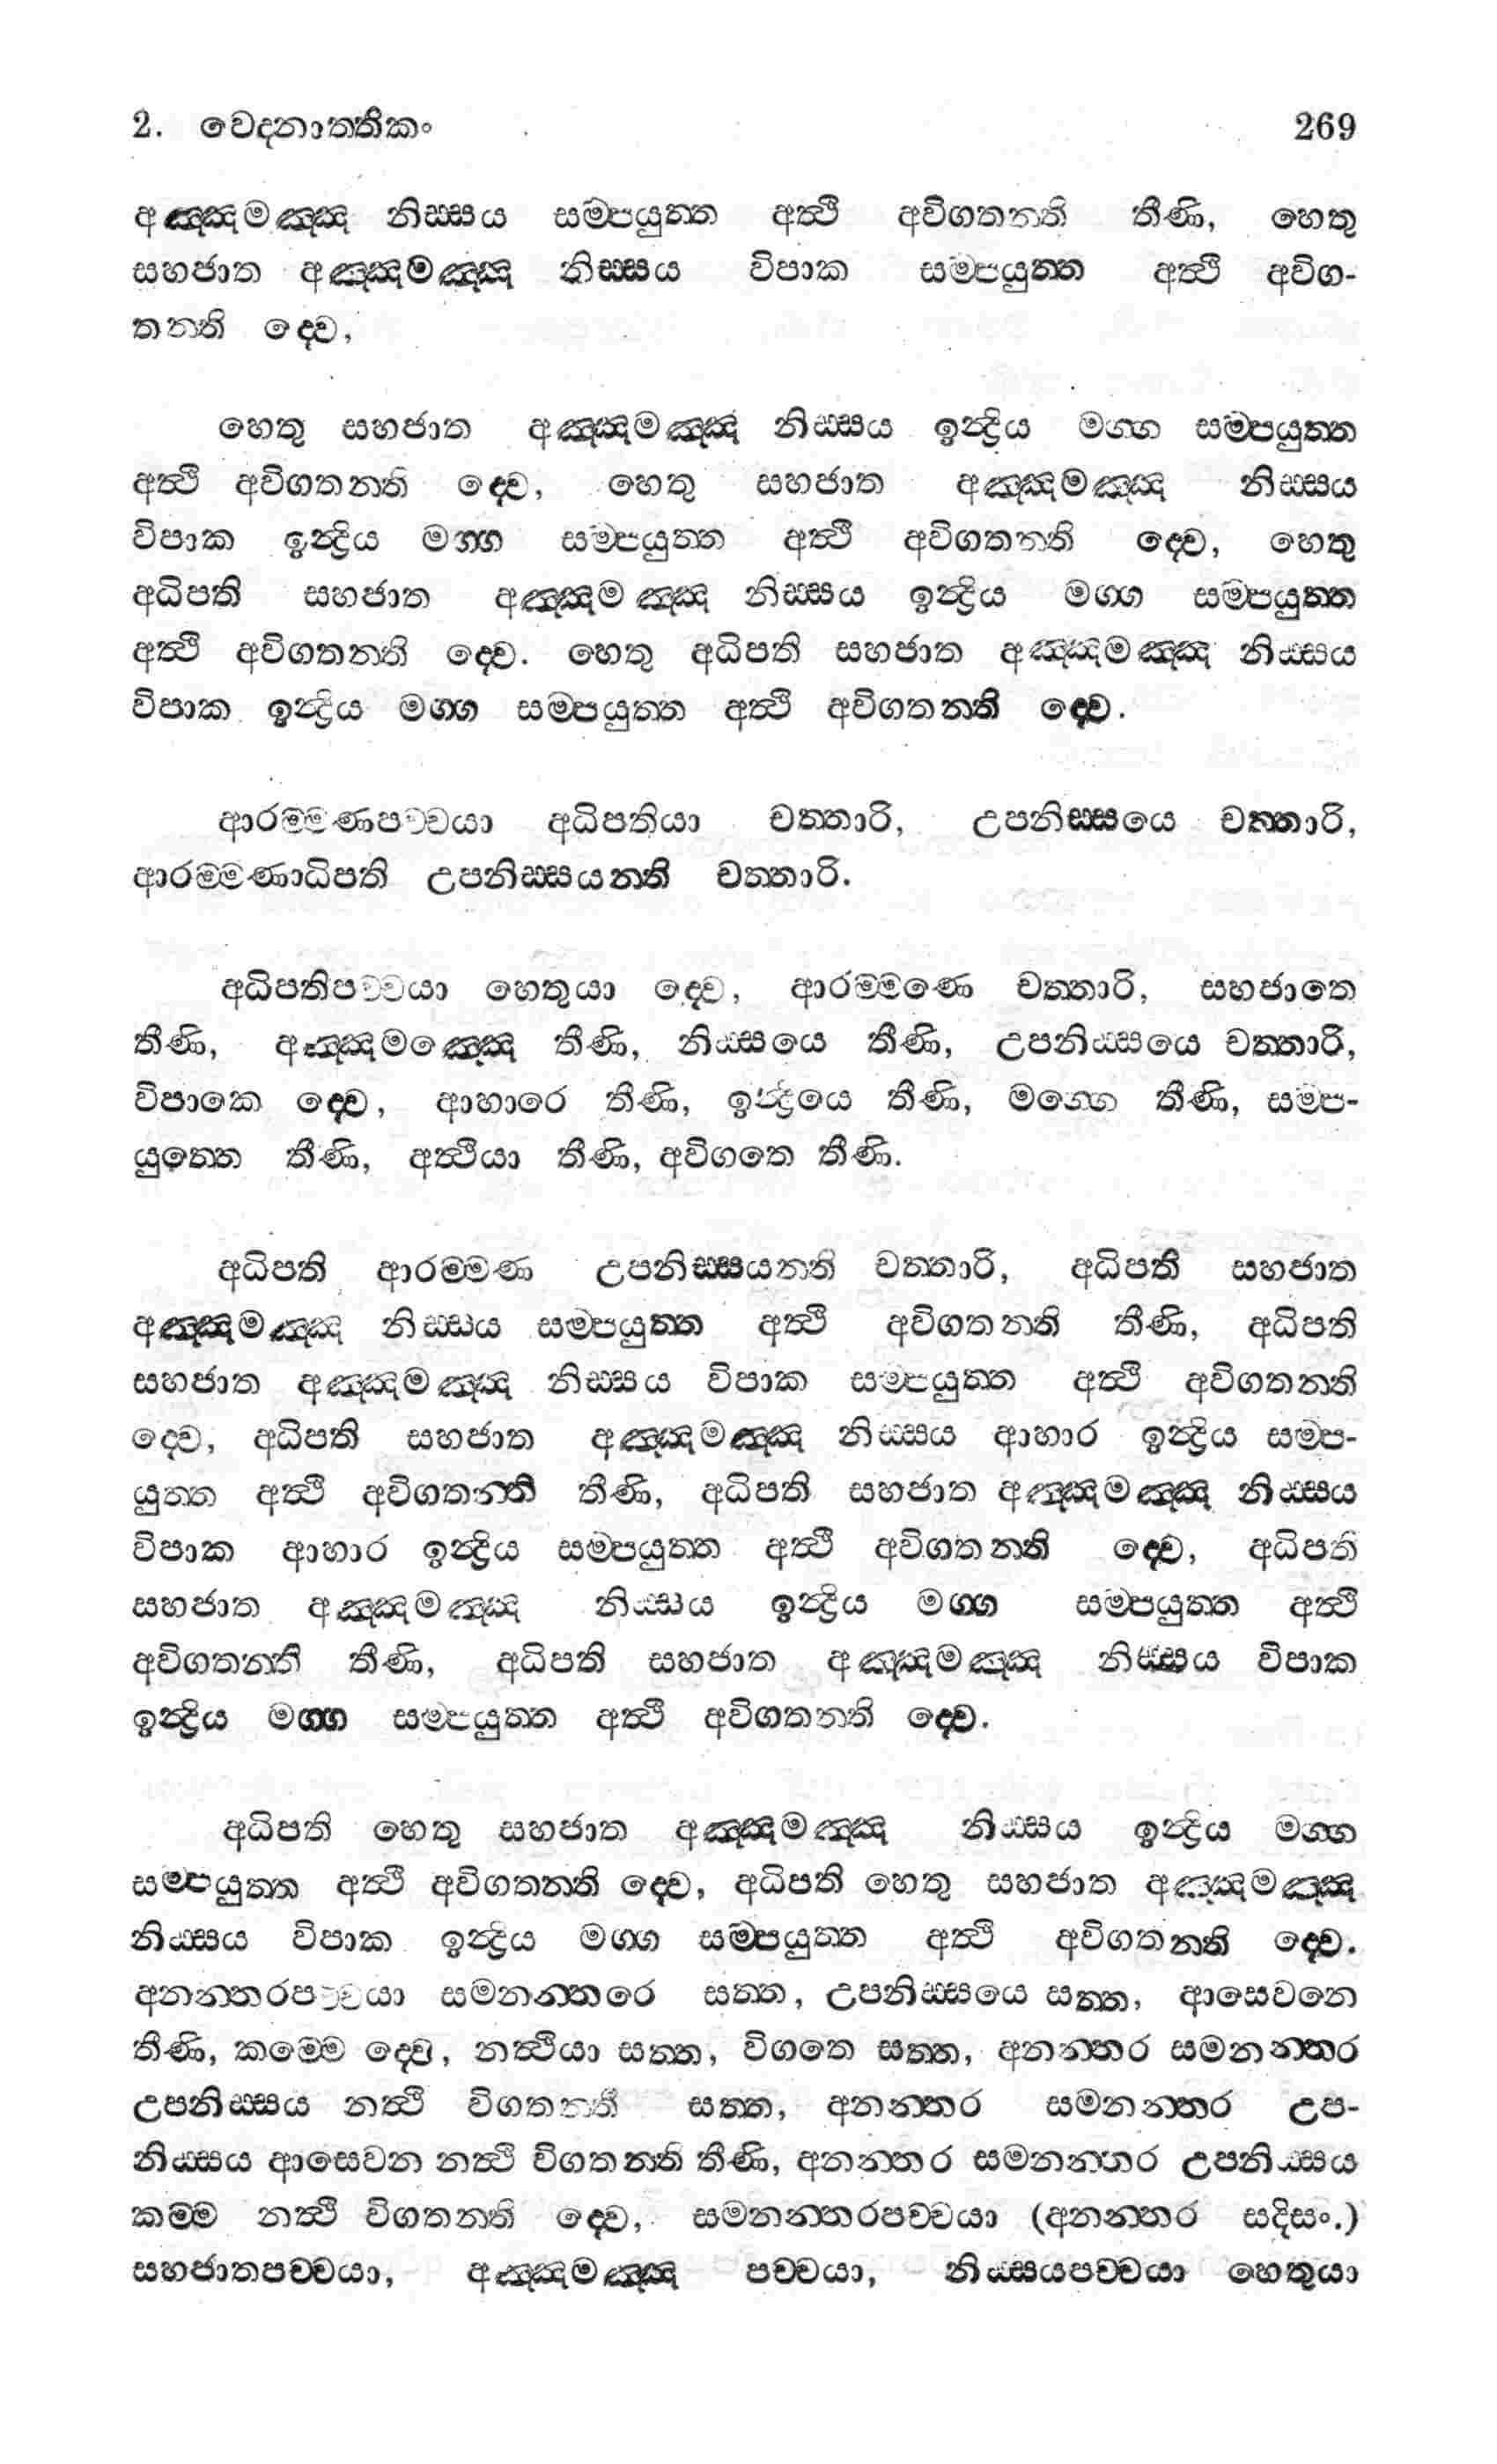 2. වෙදනාත්තිකං 269
අඤ්ඤමඤ්ඤ නිස්සය සම්පයුත්ත අත්ථි අවිගතන්ති තීණි, හෙතු
සහජාත අඤ්ඤමඤ්ඤ නිස්සය විපාක සම්පයුත්ත අත්ථි අවිග-
තන්ති ද්වෙ,
හෙතු සහජාත අඤ්ඤමඤ්ඤ නිස්සය ඉන්ද්‍රිය මග්ග සම්පයුත්ත
අත්ථි අවිගතන්ති ද්වෙ, හෙතු සහජාත අඤ්ඤමඤ්ඤ නිස්සය
විපාක ඉන්ද්‍රිය මග්ග සම්පයුත්ත අත්ථි අවිගතන්ති ද්වෙ, හෙතු
අධිපති සහජාත අඤ්ඤමඤ්ඤ නිස්සය ඉන්ද්‍රිය මග්ග සම්පයුත්ත
අත්ථි අවිගතන්ති ද්වෙ. හෙතු අධිපති සහජාත අඤ්ඤමඤ්ඤ නිස්සය
විපාක ඉන්ද්‍රිය මග්ග සම්පයුත්ත අත්ථි අවිගතන්ති ද්වෙ.
ආරම්මණපච්චයා අධිපතියා චත්තාරි, උපනිස්සයෙ චත්තාරි,
ආරම්මණාධිපති උපනිස්සයන්ති චත්තාරි.
අධිපතිපච්චයා හෙතුයා ද්වෙ, ආරම්මණෙ චත්තාරි, සහජාතෙ
තීණි, අඤ්ඤමඤ්ඤෙ තීණි, නිස්සයෙ තීණි, උපනිස්සයෙ චත්තාරි,
විපාකෙ ද්වෙ, ආහාරෙ තීණි, ඉන්ද්‍රයෙ තීණි, මග්ගෙ තීණි, සම්ප-
යුත්තෙ තීණි, අත්ථියා තීණි, අවිගතෙ තීණි.
අධිපති ආරම්මණ උපනිස්සයන්ති චත්තාරි, අධිපති සහජාත
අඤ්ඤමඤ්ඤ නිස්සය සම්පයුත්ත අත්ථි අවිගතන්ති තීණි, අධිපති
සහජාත අඤ්ඤමඤ්ඤ නිස්සය විපාක සම්පයුත්ත අත්ථි අවිගතන්ති
ද්වෙ, අධිපති සහජාත අඤ්ඤමඤ්ඤ නිස්සය ආහාර ඉන්ද්‍රිය සම්ප-
යුත්ත අත්ථි අවිගතන්ති තීණි, අධිපති සහජාත අඤ්ඤමඤ්ඤ නිස්සය
විපාක ආහාර ඉන්ද්‍රිය සම්පයුත්ත අත්ථි අවිගතන්ති ද්වෙ, අධිපති
සහජාත අඤ්ඤමඤ්ඤ නිස්සය ඉන්ද්‍රිය මග්ග සම්පයුත්ත අත්ථි
අවිගතන්ති තීණි, අධිපති සහජාත අඤ්ඤමඤ්ඤ නිස්සය විපාක
ඉන්ද්‍රිය මග්ග සම්පයුත්ත අත්ථි අවිගතන්ති ද්වෙ.
අධිපති හෙතු සහජාත අඤ්ඤමඤ්ඤ නිස්සය ඉන්ද්‍රිය මග්ග
සම්පයුත්ත අත්ථි අවිගතන්ති ද්වෙ, අධිපති හෙතු සහජාත අඤ්ඤමඤ්ඤ
නිස්සය විපාක ඉන්ද්‍රිය මග්ග සම්පයුත්ත අත්ථි අවිගතන්ති ද්වෙ.
අනන්තරපච්චයා සමනන්තරෙ සත්ත, උපනිස්සයෙ සත්ත, ආසෙවනෙ
තීණි, කම්මෙ ද්වෙ, නත්ථියා සත්ත, විගතෙ සත්ත, අනන්තර සමනන්තර
උපනිස්සය නත්ථි විගතන්තී සත්ත, අනන්තර සමනන්තර උප-
නිස්සය ආසෙවන නත්ථි විගතන්ති තීණි, අනන්තර සමනන්තර උපනිස්සය
කම්ම නත්ථි විගතන්ති ද්වෙ, සමනන්තරපච්චයා (අනන්තර සදිසං.)
සහජාතපච්චයා, අඤ්ඤමඤ්ඤ පච්චයා, නිස්සයපච්චයා හෙතුයා